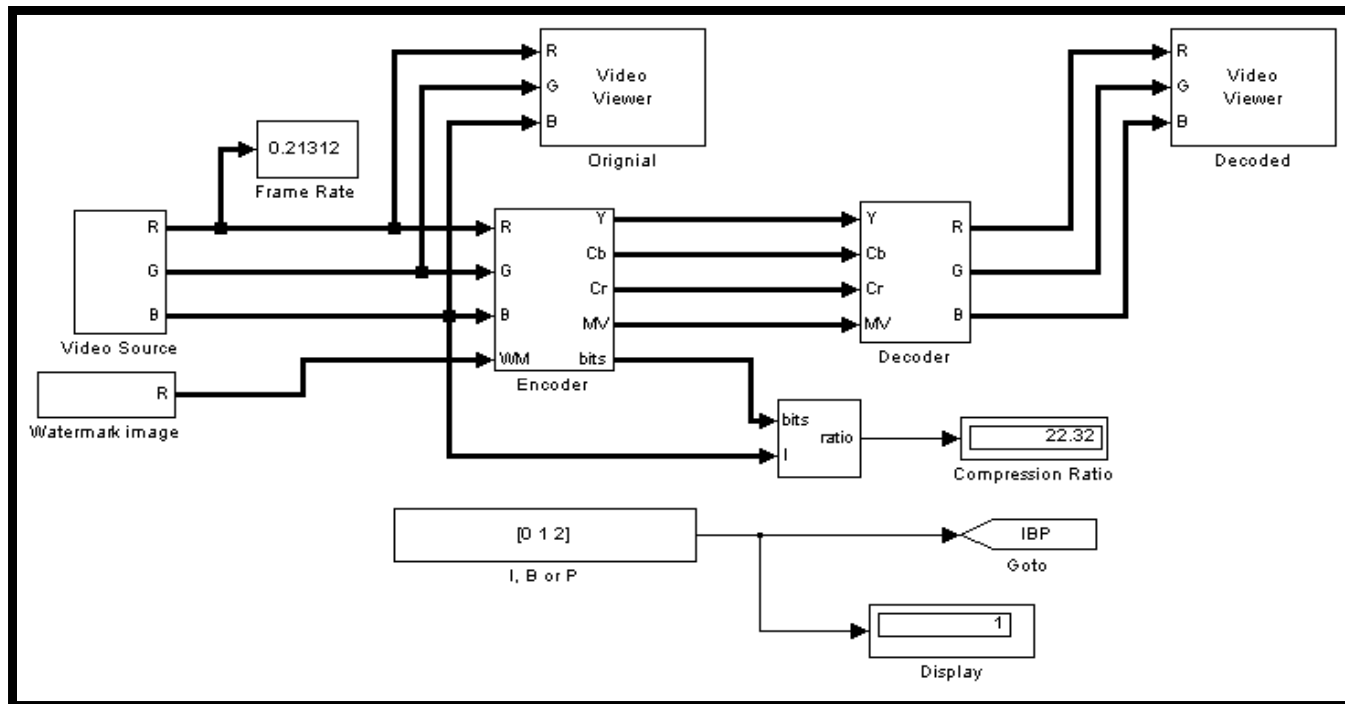 R
G
B
Video
Viewer
Orignial
R
G
B
Video
Viewer
Decoded
0.21312
Frame Rate
R
G
B
Video Source
R
G
B
WM
Y
Cb
Cr
MV
bits
Encoder
Y
Cb
Cr
MV
R
G
B
Decoder
R
Watermark image
bits
I
ratio
22.32
Compression Ratio
[0 1 2]
I, B or P
IBP
Goto
1
Display